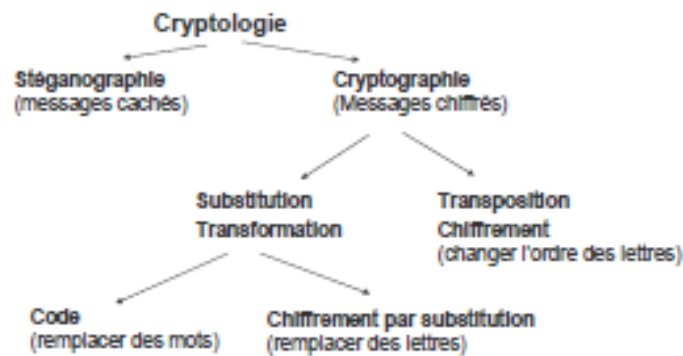 Cryptologie
Stéganographie
(messages cachés)
Cryptographie
(Messages chiffrés)
Substitution
Transformation
Transposition
Chiffrement
(changer l'ordre des lettres)
Code
(remplacer des mots)
Chiffrement par substitution
(remplacer des lettres)